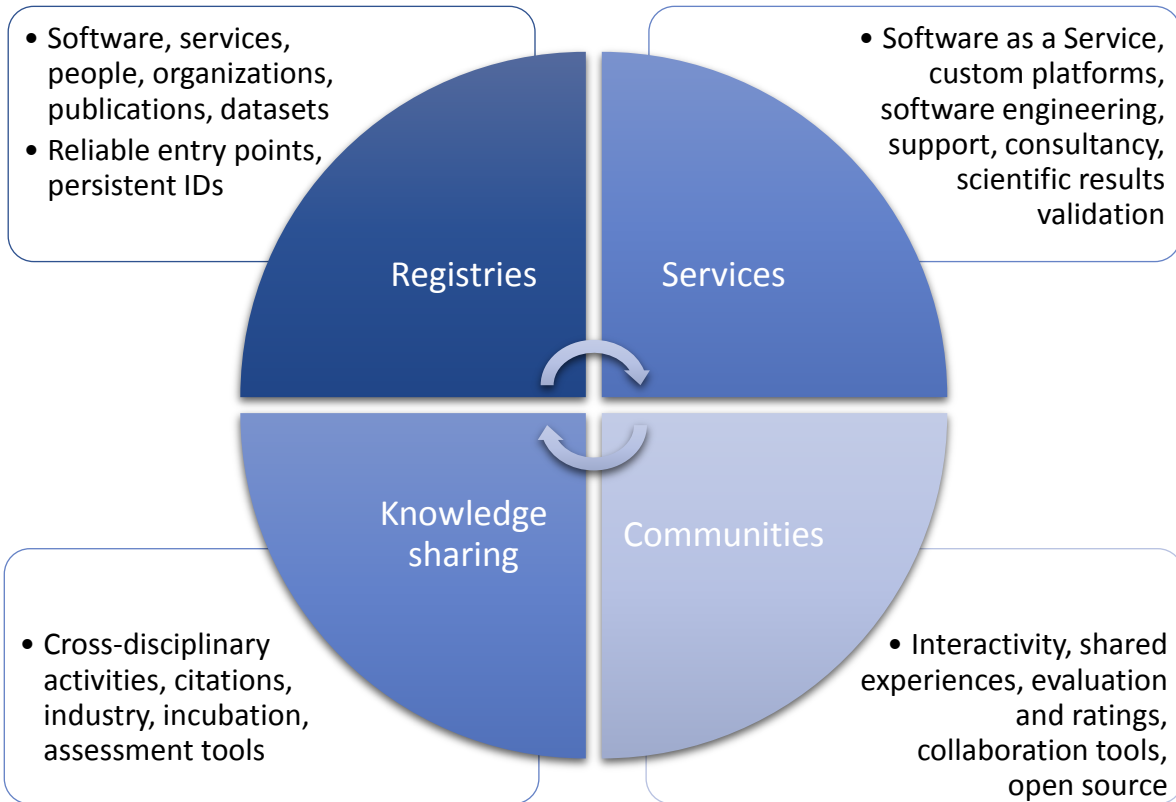 • Software, services,
people, organizations,
publications, datasets
• Reliable entry points,
persistent IDs
• Software as a Service,
custom platforms,
software engineering,
support, consultancy,
scientific results
validation
Registries
Services
Knowledge
sharing
Communities
• Cross-disciplinary
activities, citations,
industry, incubation,
assessment tools
• Interactivity, shared
experiences, evaluation
and ratings,
collaboration tools,
open source